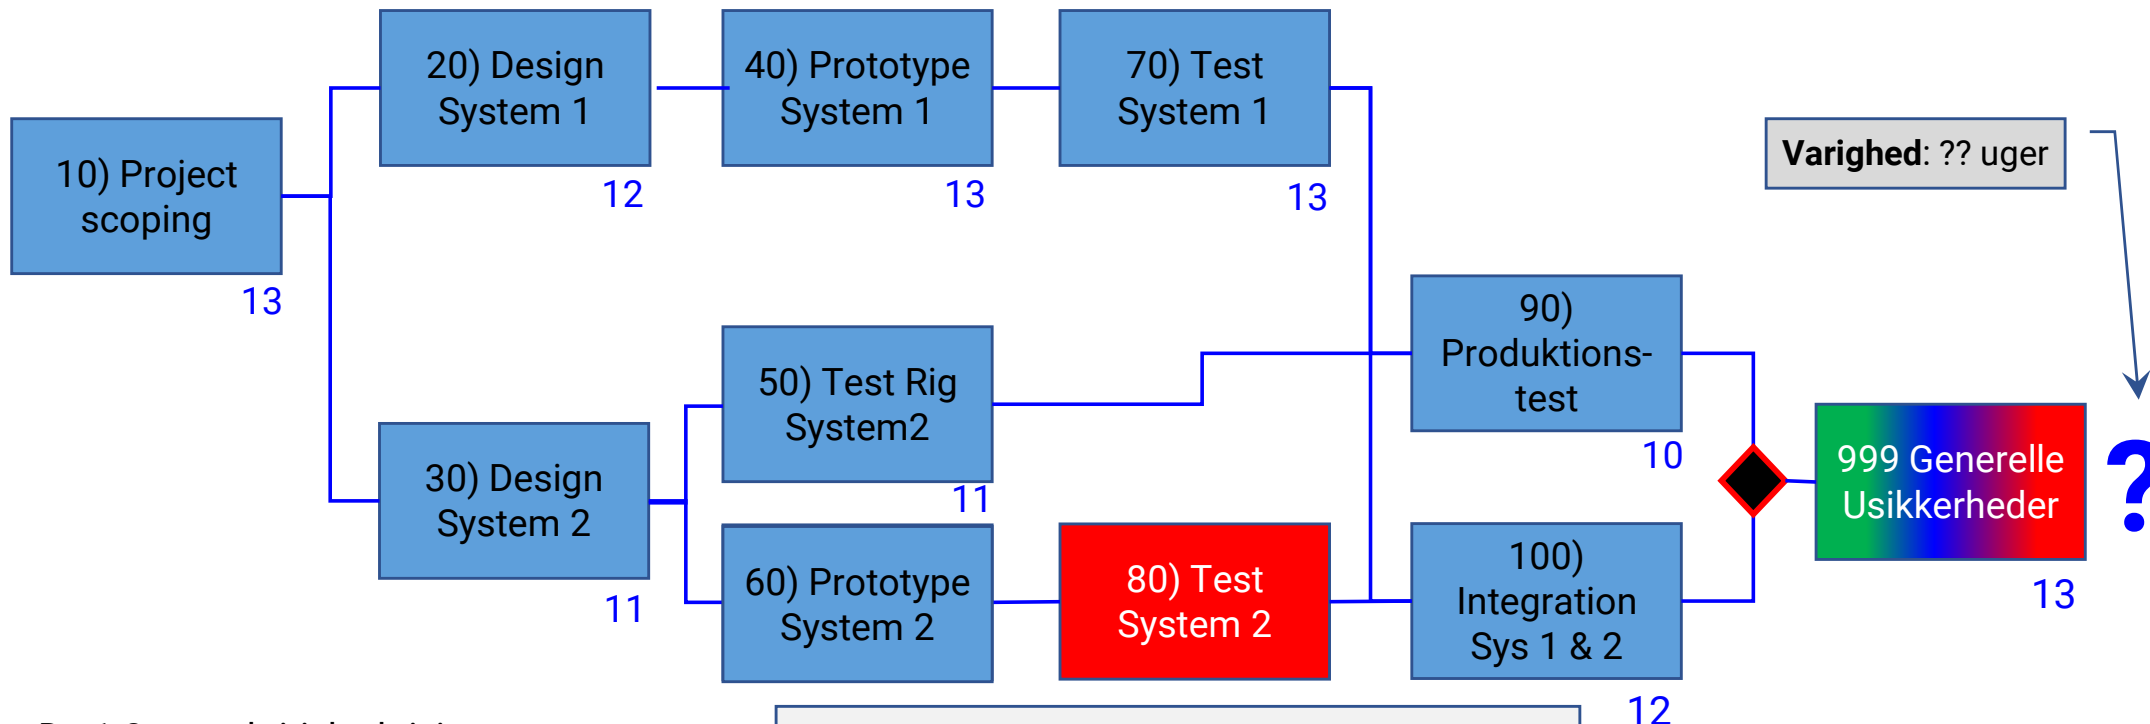 10) Project
scoping
13
20) Design
System 1
12
40) Prototype
System 1
13
70) Test
System 1
13
30) Design
System 2
11
50) Test Rig
System2
11
60) Prototype
System 2
80) Test
System 2
90)
Produktions-
test
10
100)
Integration
Sys 1 & 2
12
Varighed: ?? uger
999 Generelle
Usikkerheder
13
?